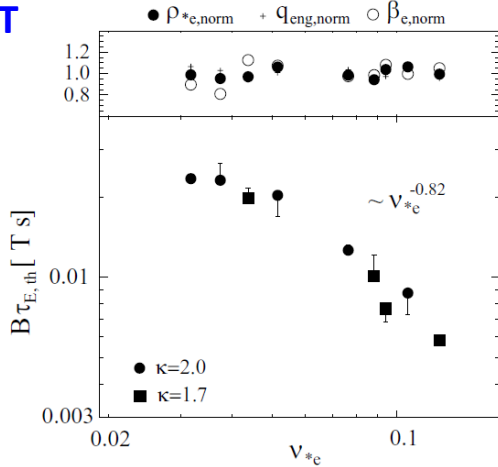 T
● ρ*e,norm + qeng,norm ○ βe,norm
1.2
1.0
0.8
BτE, th [ T s]
0.01
0.003
~ ν*e^-0.82
● κ=2.0
■ κ=1.7
0.02
0.1
ν*e